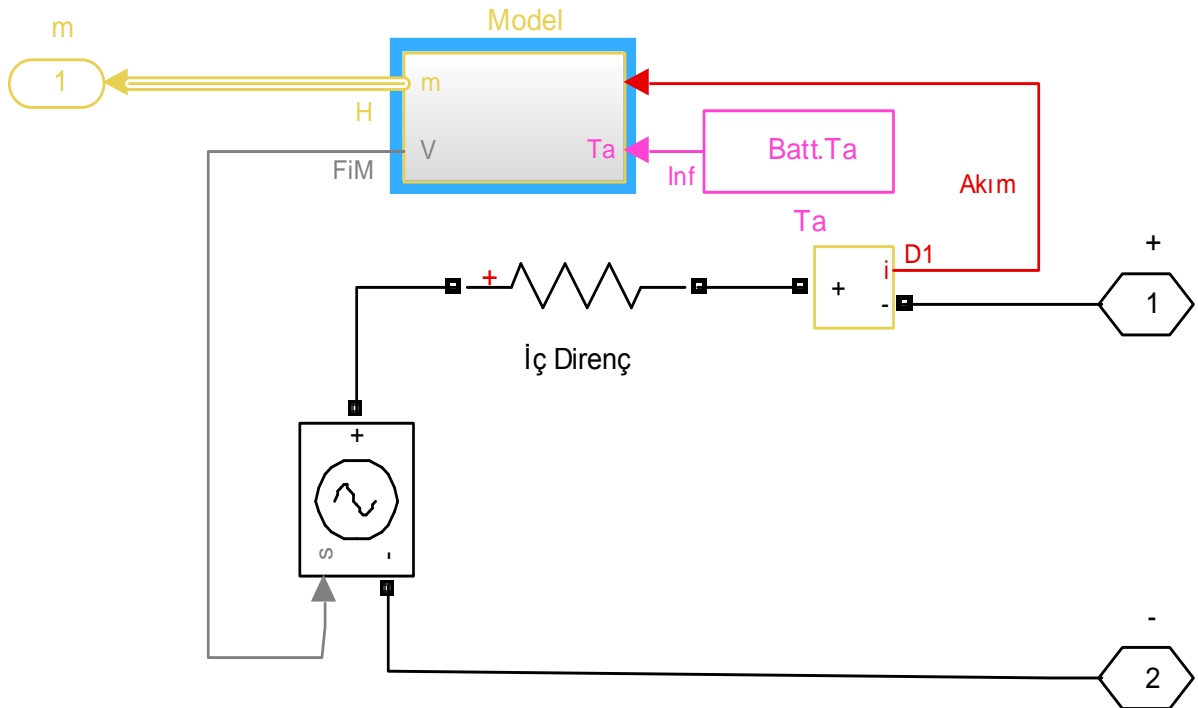 m
Model
1
m
H
V
FiM
Ta
Inf
Batt.Ta
Ta
Akım
+
D1
i
+
-
+
1
İç Direnç
+
s
-
-
2